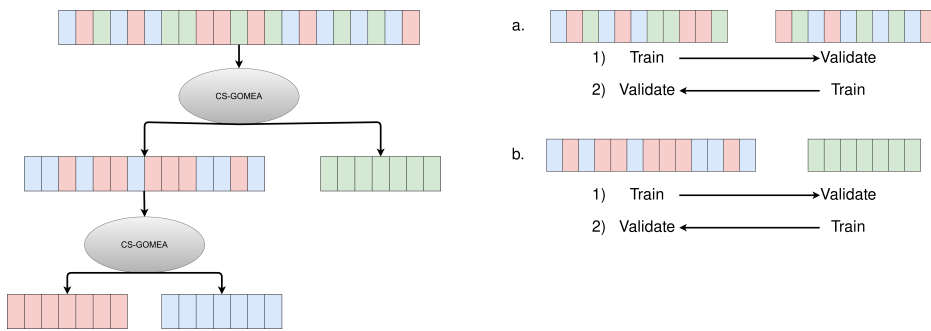 CS-GOMEA
CS-GOMEA
a.
1) Train Validate
2) Validate Train
b.
1) Train Validate
2) Validate Train